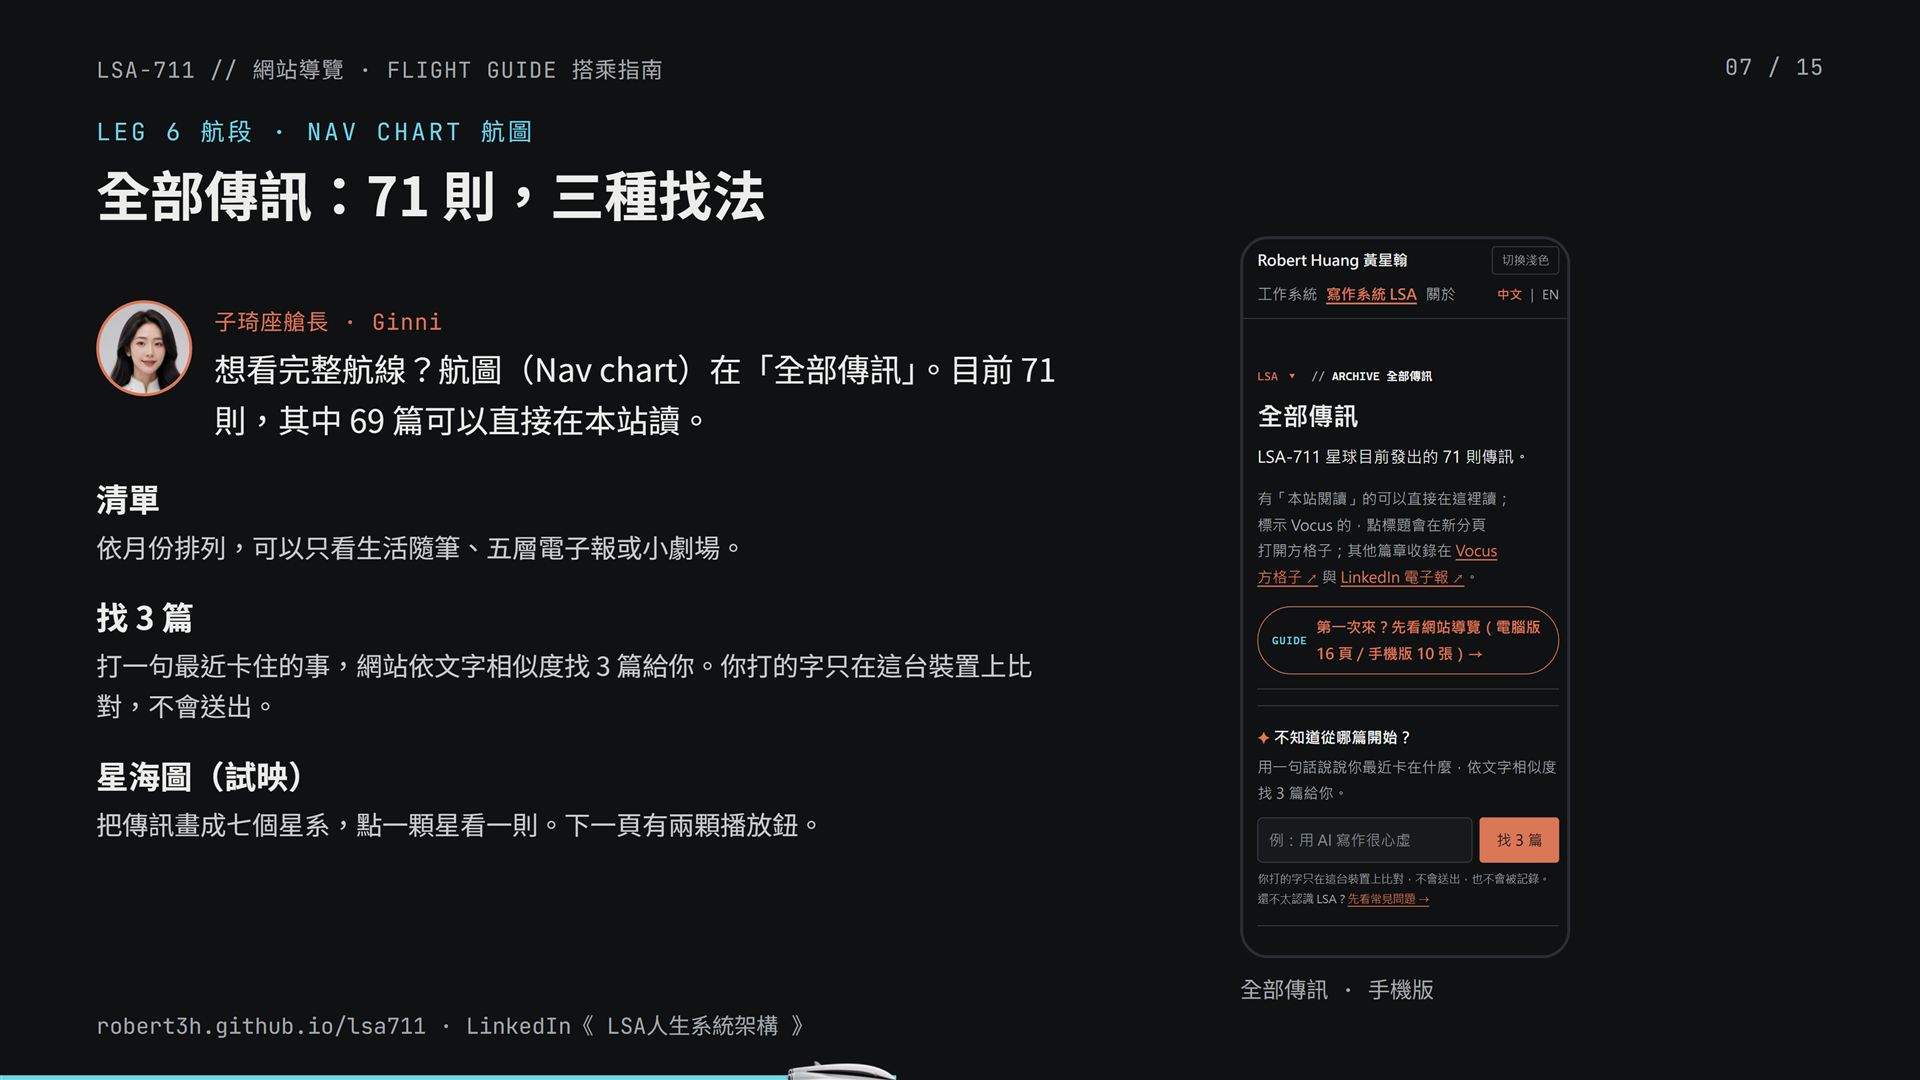 LSA-711 // 網站導覽 · FLIGHT GUIDE 搭乘指南
07 / 15
LEG 6 航段 · NAV CHART 航圖
全部傳訊：71 則，三種找法
子琦座艙長 · Ginni
想看完整航線？航圖（Nav chart）在「全部傳訊」。目前 71
則，其中 69 篇可以直接在本站讀。
清單
依月份排列，可以只看生活隨筆、五層電子報或小劇場。
找 3 篇
打一句最近卡住的事，網站依文字相似度找 3 篇給你。你打的字只在這台裝置上比
對，不會送出。
星海圖（試映）
把傳訊畫成七個星系，點一顆星看一則。下一頁有兩顆播放鈕。
Robert Huang 黃星翰
切換淺色
工作系統 寫作系統 LSA 關於 中文 | EN
LSA ▾ // ARCHIVE 全部傳訊
全部傳訊
LSA-711 星球目前發出的 71 則傳訊。
有「本站閱讀」的可以直接在這裡讀；
標示 Vocus 的，點標題會在新分頁
打開方格子；其他篇章收錄在 Vocus
方格子 ↗ 與 LinkedIn 電子報 ↗。
GUIDE 第一次來？先看網站導覽（電腦版
16 頁 / 手機版 10 張）→
✦ 不知道從哪篇開始？
用一句話說說你最近卡在什麼，依文字相似度
找 3 篇給你。
例：用 AI 寫作很心虛
找 3 篇
你打的字只在這台裝置上比對，不會送出，也不會被記錄。
還不太認識 LSA？先看常見問題 →
全部傳訊 · 手機版
robert3h.github.io/lsa711 · LinkedIn《 LSA人生系統架構 》